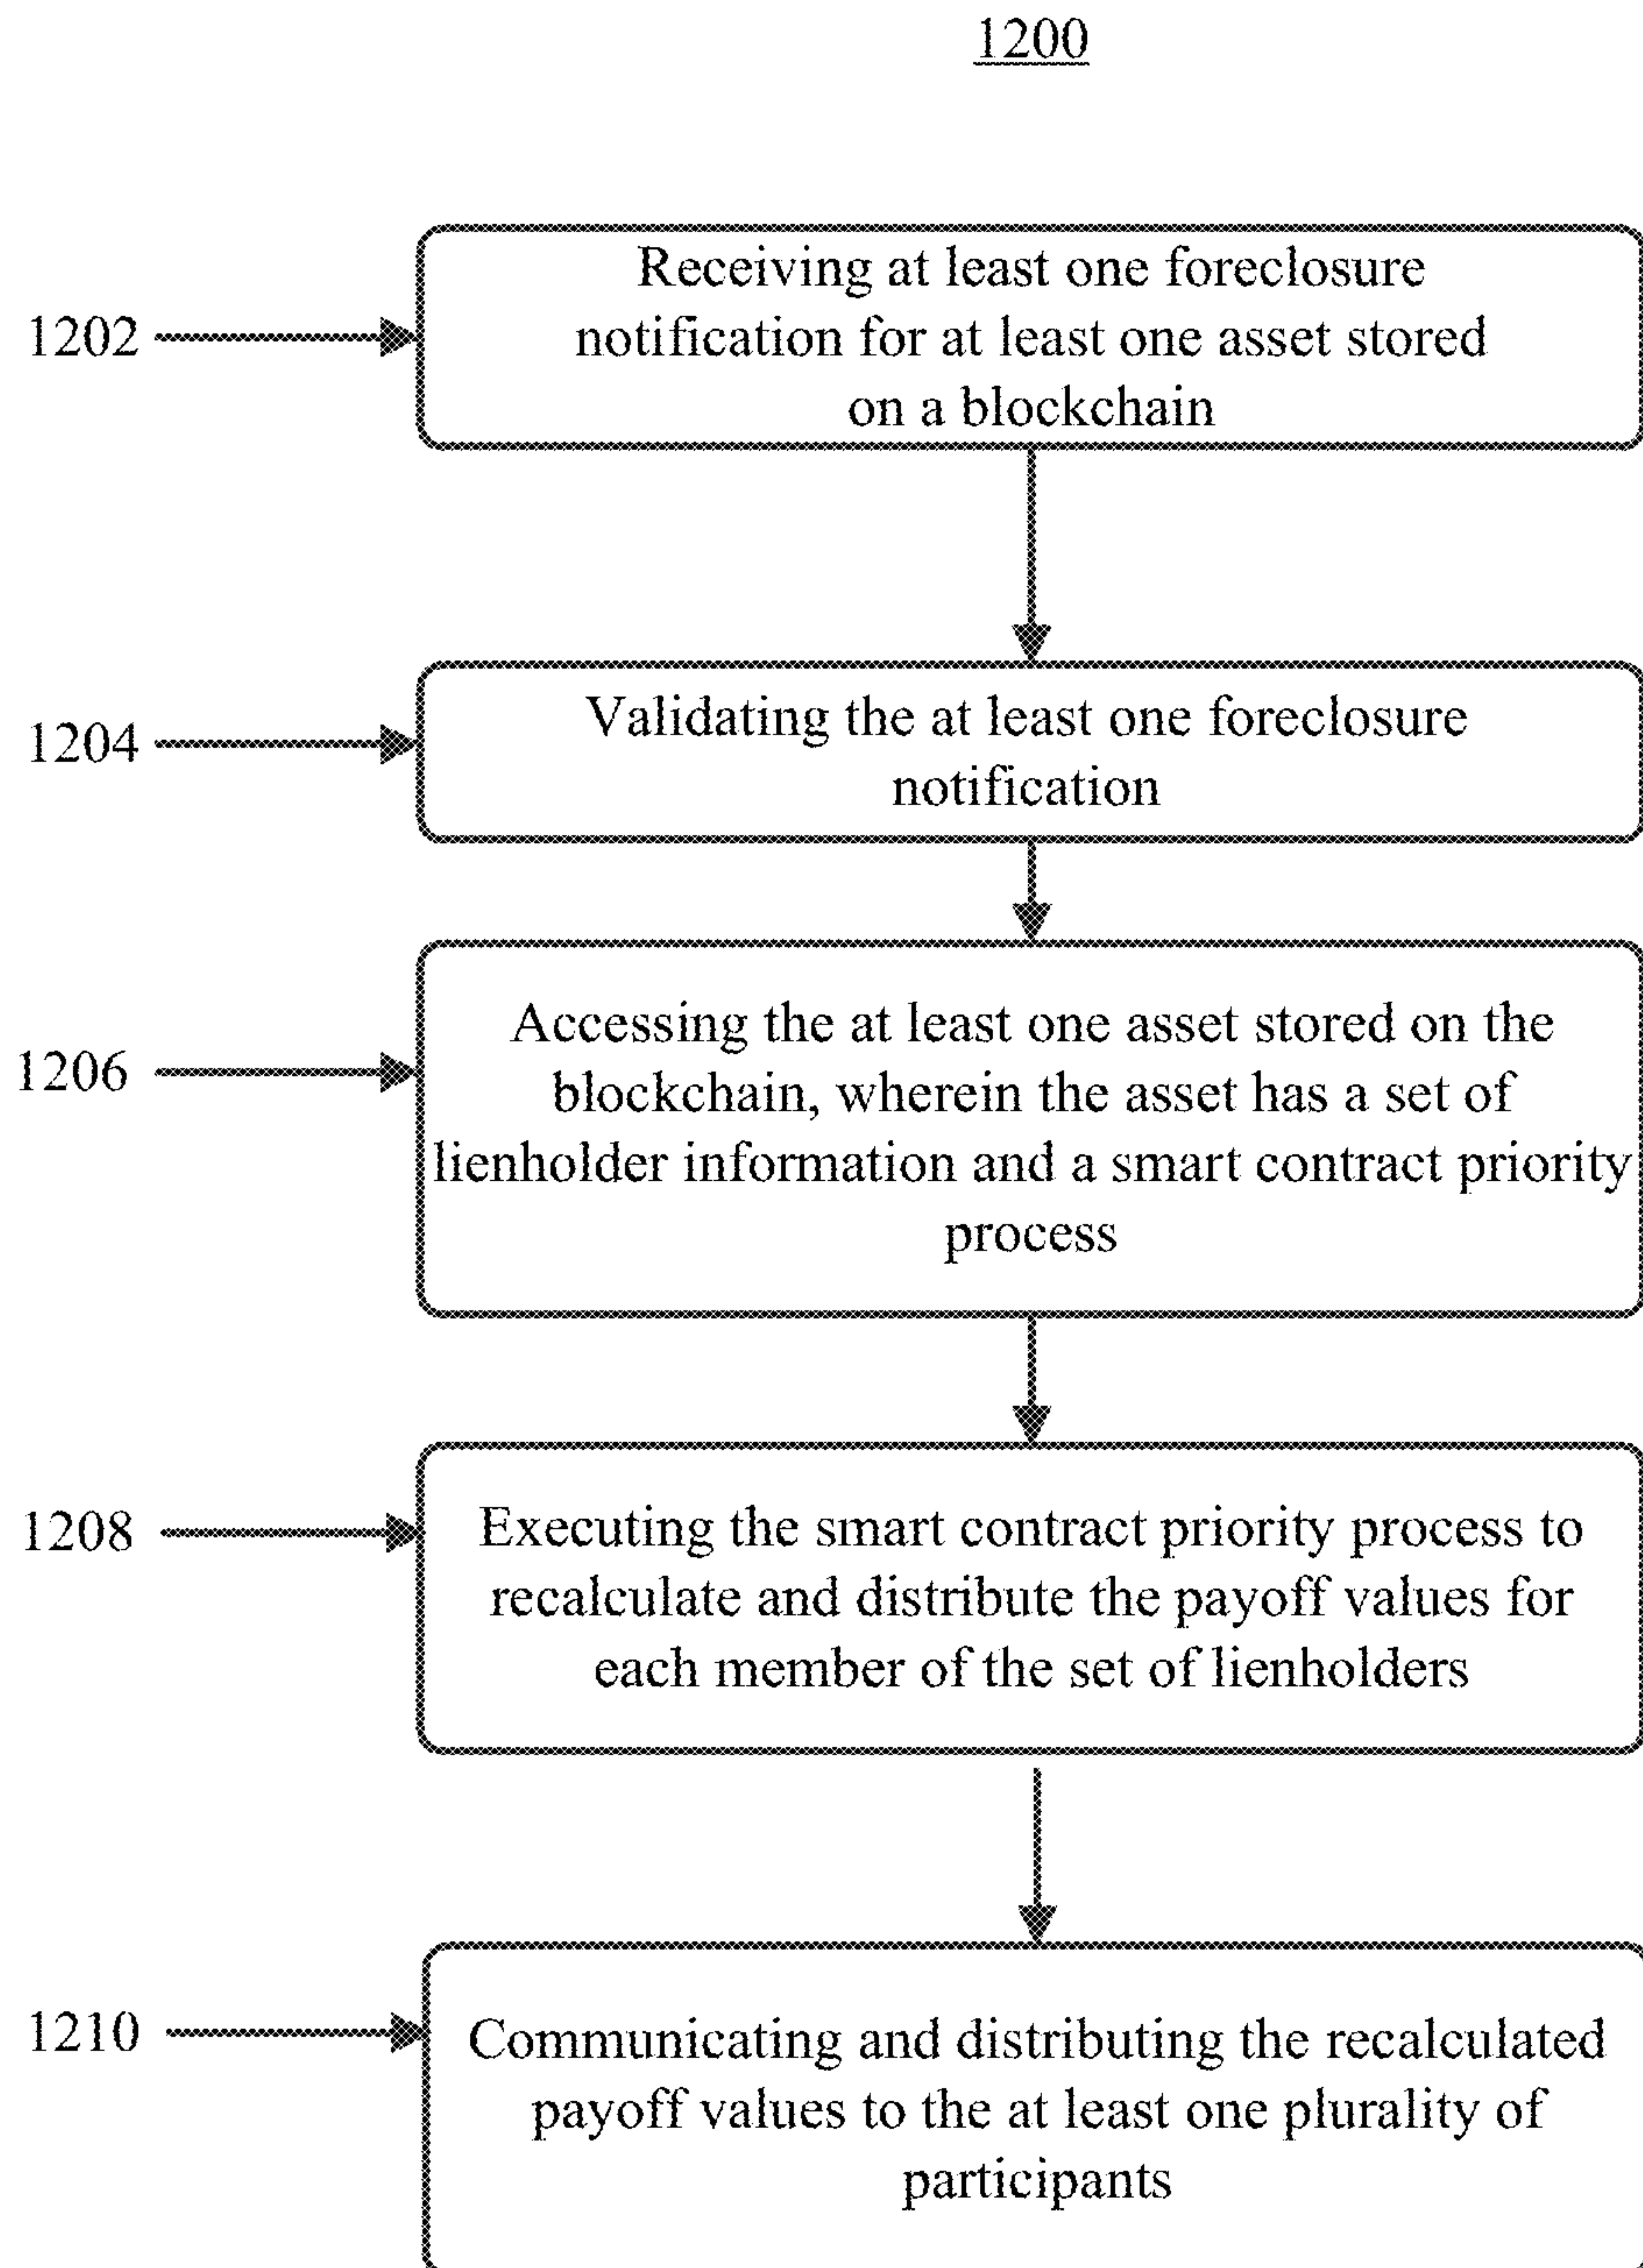 1200
1202
Receiving at least one foreclosure
notification for at least one asset stored
on a blockchain
1204
Validating the at least one foreclosure
notification
1206
Accessing the at least one asset stored on the
blockchain, wherein the asset has a set of
lienholder information and a smart contract priority
process
1208
Executing the smart contract priority process to
recalculate and distribute the payoff values for
each member of the set of lienholders
1210
Communicating and distributing the recalculated
payoff values to the at least one plurality of
participants